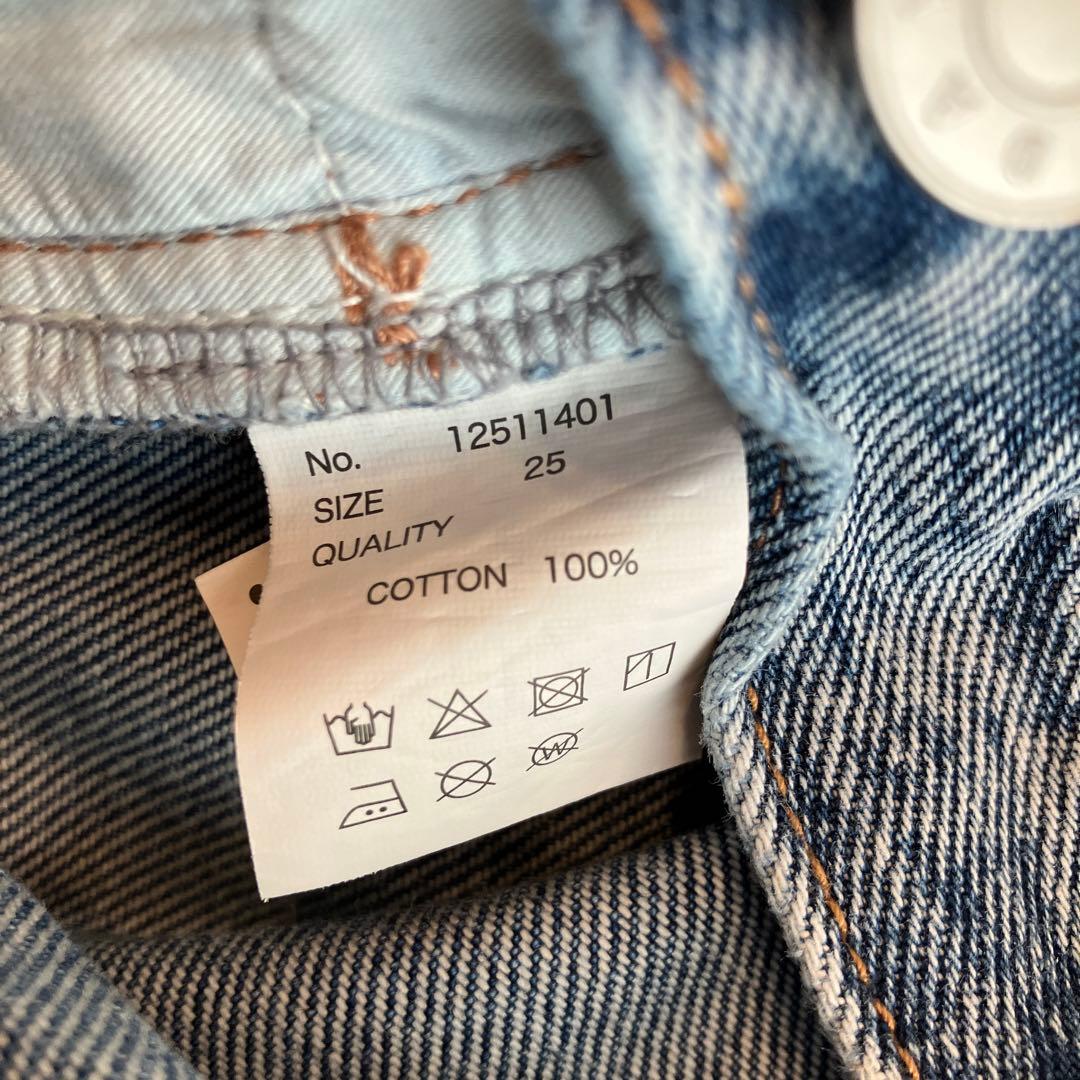 No. 12511401
SIZE 25
QUALITY
COTTON 100%
W